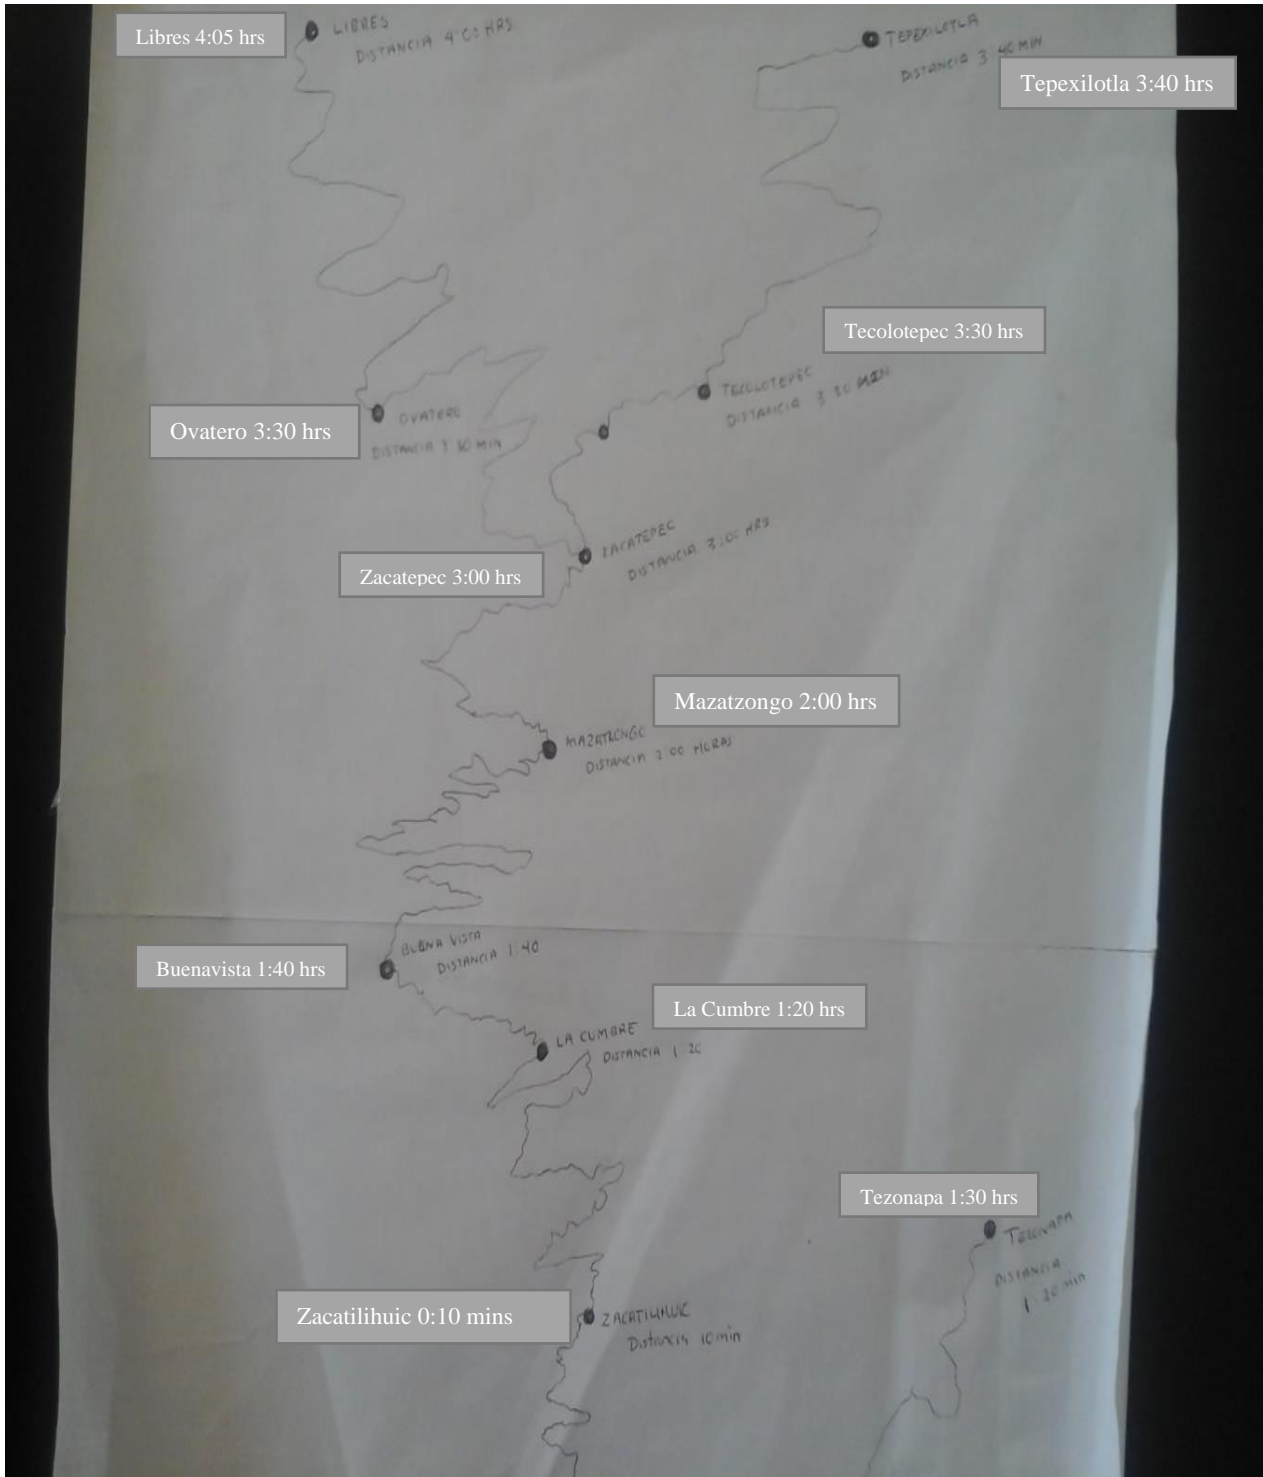 Libres 4:05 hrs
LIBRES
DISTANCIA 4:00 HRS
TEPEXILOTLA
DISTANCIA 3 40 MIN
Tepexilotla 3:40 hrs
Tecolotepec 3:30 hrs
TECOLOTEPEC
DISTANCIA 3 30 MIN
Ovatero 3:30 hrs
OVATERO
DISTANCIA 3 30 MIN
ZACATEPEC
DISTANCIA 3:00 HRS
Zacatepec 3:00 hrs
Mazatzongo 2:00 hrs
MAZATZONGO
DISTANCIA 2:00 HORAS
BUENA VISTA
DISTANCIA 1:40
Buenavista 1:40 hrs
La Cumbre 1:20 hrs
LA CUMBRE
DISTANCIA 1:20
Tezonapa 1:30 hrs
TEZONAPA
DISTANCIA
Zacatilihuic 0:10 mins
ZACATILIHUIC
Distancia 10 min